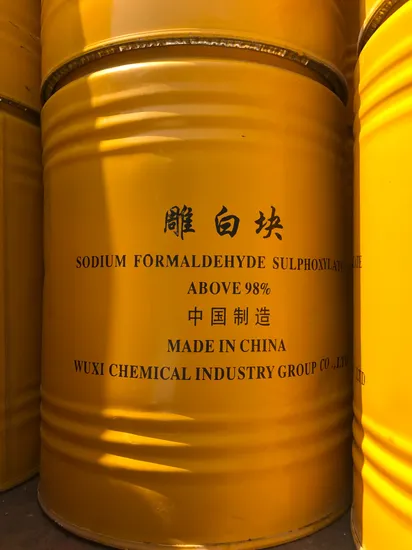 雕白块
SODIUM FORMALDEHYDE SULPHOXYLATE
ABOVE 98%
中国制造
MADE IN CHINA
WUXI CHEMICAL INDUSTRY GROUP CO.,LTD